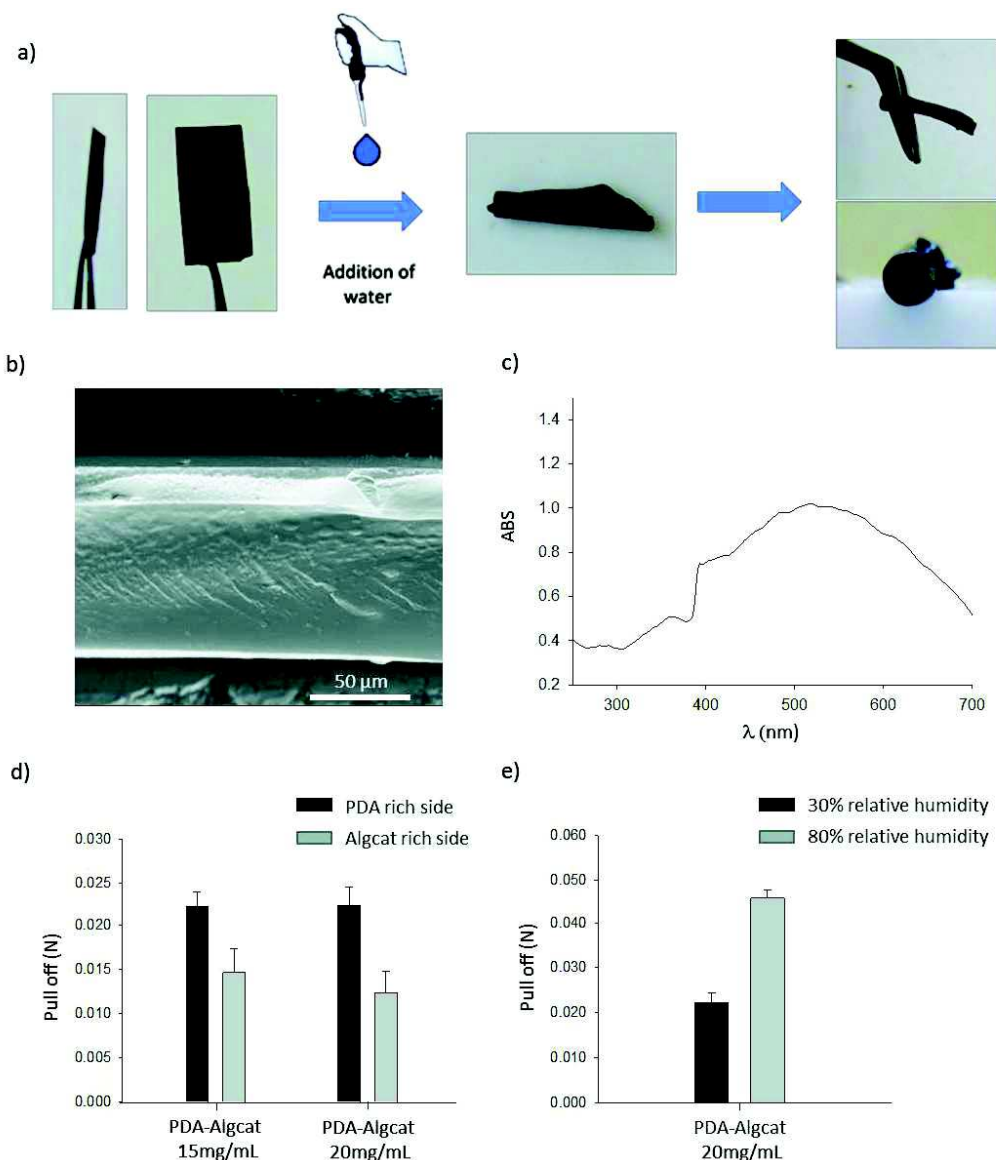 a)
Addition of
water
b)
50 µm
c)
ABS
1.4
1.2
1.0
0.8
0.6
0.4
0.2
300 400 500 600 700
λ (nm)
d)
PDA rich side
Algcat rich side
Pull off (N)
0.030
0.025
0.020
0.015
0.010
0.005
0.000
PDA-Algcat PDA-Algcat
15mg/mL 20mg/mL
e)
30% relative humidity
80% relative humidity
Pull off (N)
0.060
0.050
0.040
0.030
0.020
0.010
0.000
PDA-Algcat
20mg/mL